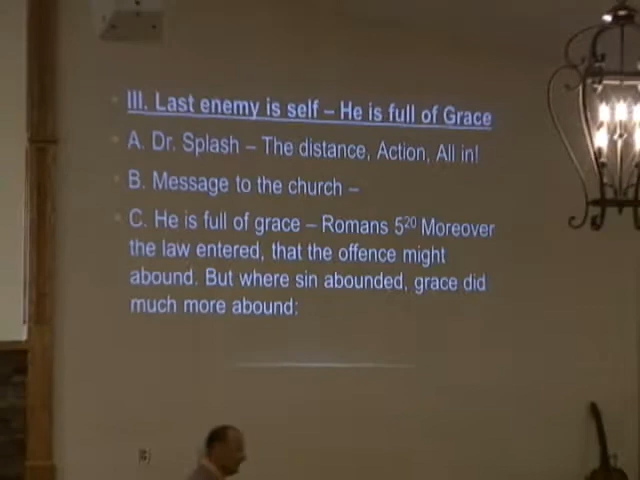 III. Last enemy is self – He is full of Grace
A. Dr. Splash – The distance, Action, All in!
B. Message to the church –
C. He is full of grace – Romans 5²⁰ Moreover
the law entered, that the offence might
abound. But where sin abounded, grace did
much more abound: